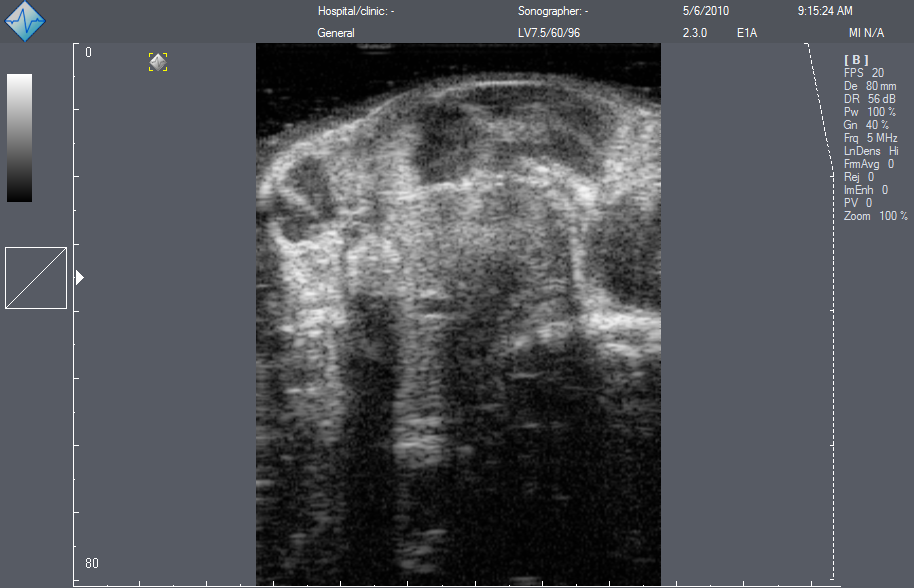 Hospital/clinic: - Sonographer: - 5/6/2010 9:15:24 AM
General LV7.5/60/96 2.3.0 E1A MI N/A
0
[ B ]
FPS 20
De 80 mm
DR 56 dB
Pw 100 %
Gn 40 %
Frq 5 MHz
LnDens Hi
FrmAvg 0
Rej 0
ImEnh 0
PV 0
Zoom 100 %
80